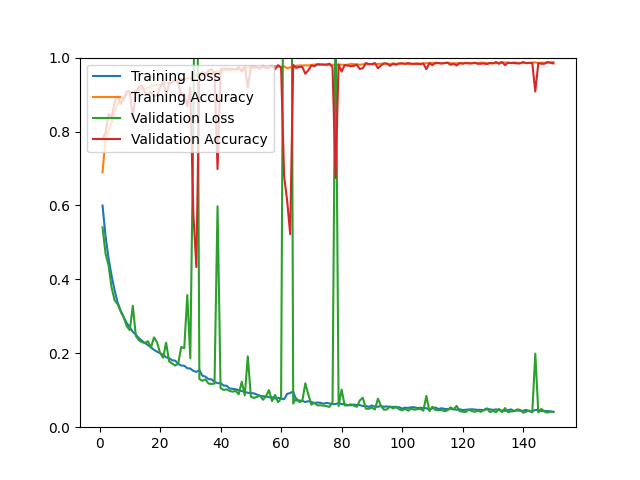 1.0
0.8
0.6
0.4
0.2
0.0
Training Loss
Training Accuracy
Validation Loss
Validation Accuracy
0 20 40 60 80 100 120 140